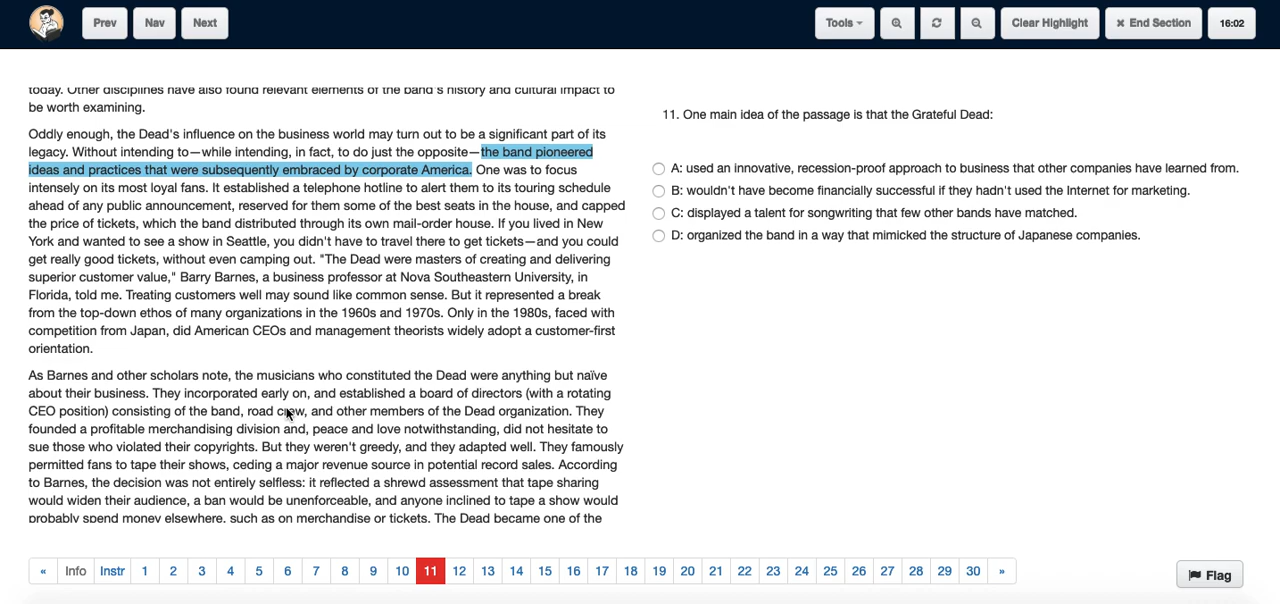 Prev Nav Next Tools Clear Highlight ✖ End Section 16:02
today. Other disciplines have also found relevant elements of the band's history and cultural impact to
be worth examining.
Oddly enough, the Dead's influence on the business world may turn out to be a significant part of its
legacy. Without intending to—while intending, in fact, to do just the opposite—the band pioneered
ideas and practices that were subsequently embraced by corporate America. One was to focus
intensely on its most loyal fans. It established a telephone hotline to alert them to its touring schedule
ahead of any public announcement, reserved for them some of the best seats in the house, and capped
the price of tickets, which the band distributed through its own mail-order house. If you lived in New
York and wanted to see a show in Seattle, you didn't have to travel there to get tickets—and you could
get really good tickets, without even camping out. "The Dead were masters of creating and delivering
superior customer value," Barry Barnes, a business professor at Nova Southeastern University, in
Florida, told me. Treating customers well may sound like common sense. But it represented a break
from the top-down ethos of many organizations in the 1960s and 1970s. Only in the 1980s, faced with
competition from Japan, did American CEOs and management theorists widely adopt a customer-first
orientation.
As Barnes and other scholars note, the musicians who constituted the Dead were anything but naïve
about their business. They incorporated early on, and established a board of directors (with a rotating
CEO position) consisting of the band, road crew, and other members of the Dead organization. They
founded a profitable merchandising division and, peace and love notwithstanding, did not hesitate to
sue those who violated their copyrights. But they weren't greedy, and they adapted well. They famously
permitted fans to tape their shows, ceding a major revenue source in potential record sales. According
to Barnes, the decision was not entirely selfless: it reflected a shrewd assessment that tape sharing
would widen their audience, a ban would be unenforceable, and anyone inclined to tape a show would
probably spend money elsewhere, such as on merchandise or tickets. The Dead became one of the
11. One main idea of the passage is that the Grateful Dead:
A: used an innovative, recession-proof approach to business that other companies have learned from.
B: wouldn't have become financially successful if they hadn't used the Internet for marketing.
C: displayed a talent for songwriting that few other bands have matched.
D: organized the band in a way that mimicked the structure of Japanese companies.
« Info Instr 1 2 3 4 5 6 7 8 9 10 11 12 13 14 15 16 17 18 19 20 21 22 23 24 25 26 27 28 29 30 »
Flag